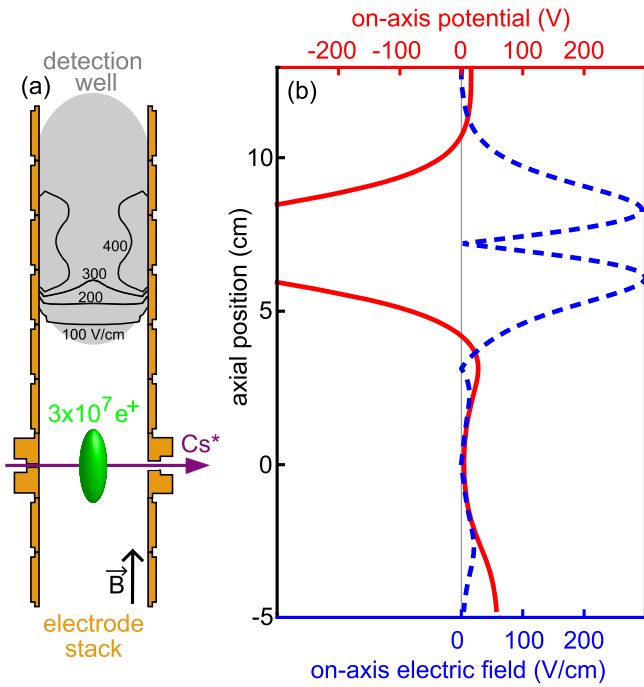 on-axis potential (V)
-200 -100 0 100 200
(a)
detection
well
400
300
200
100 V/cm
3x10⁷ e⁺
Cs*
B
electrode
stack
(b)
axial position (cm)
10
5
0
-5
0 100 200
on-axis electric field (V/cm)